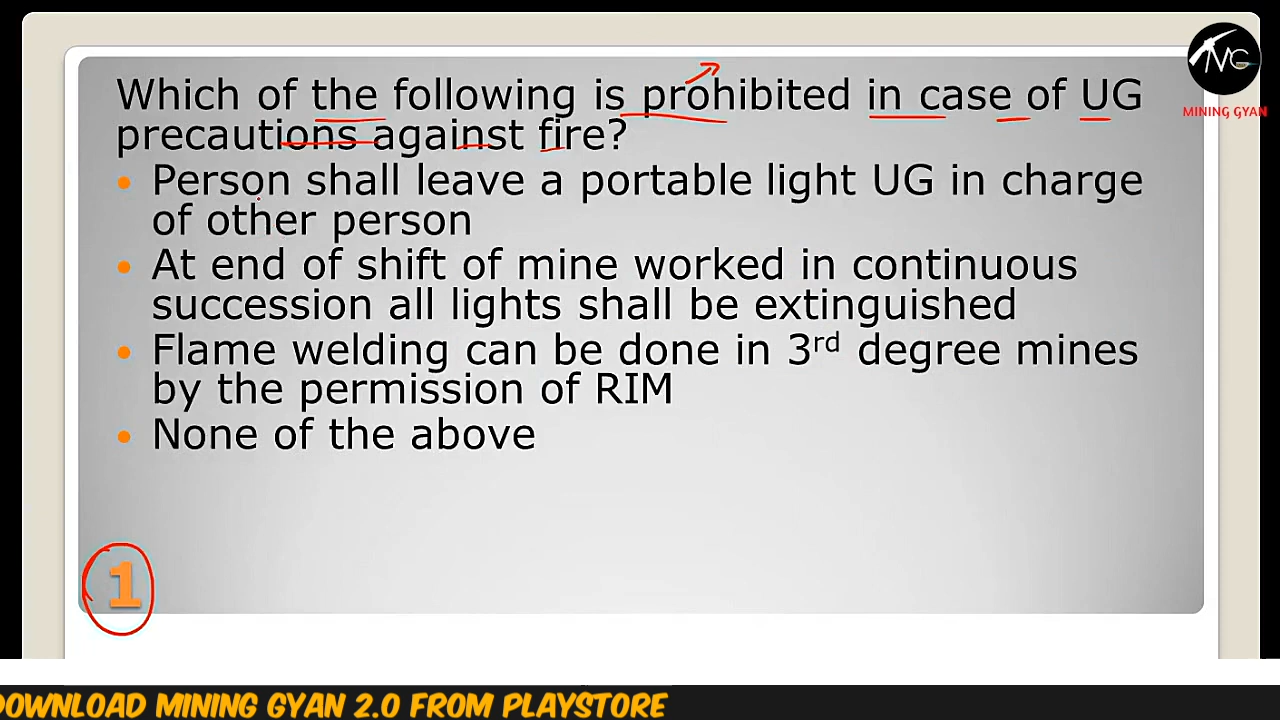 MC
MINING GYAN
Which of the following is prohibited in case of UG
precautions against fire?
• Person shall leave a portable light UG in charge
of other person
• At end of shift of mine worked in continuous
succession all lights shall be extinguished
• Flame welding can be done in 3rd degree mines
by the permission of RIM
• None of the above
1
DOWNLOAD MINING GYAN 2.0 FROM PLAYSTORE